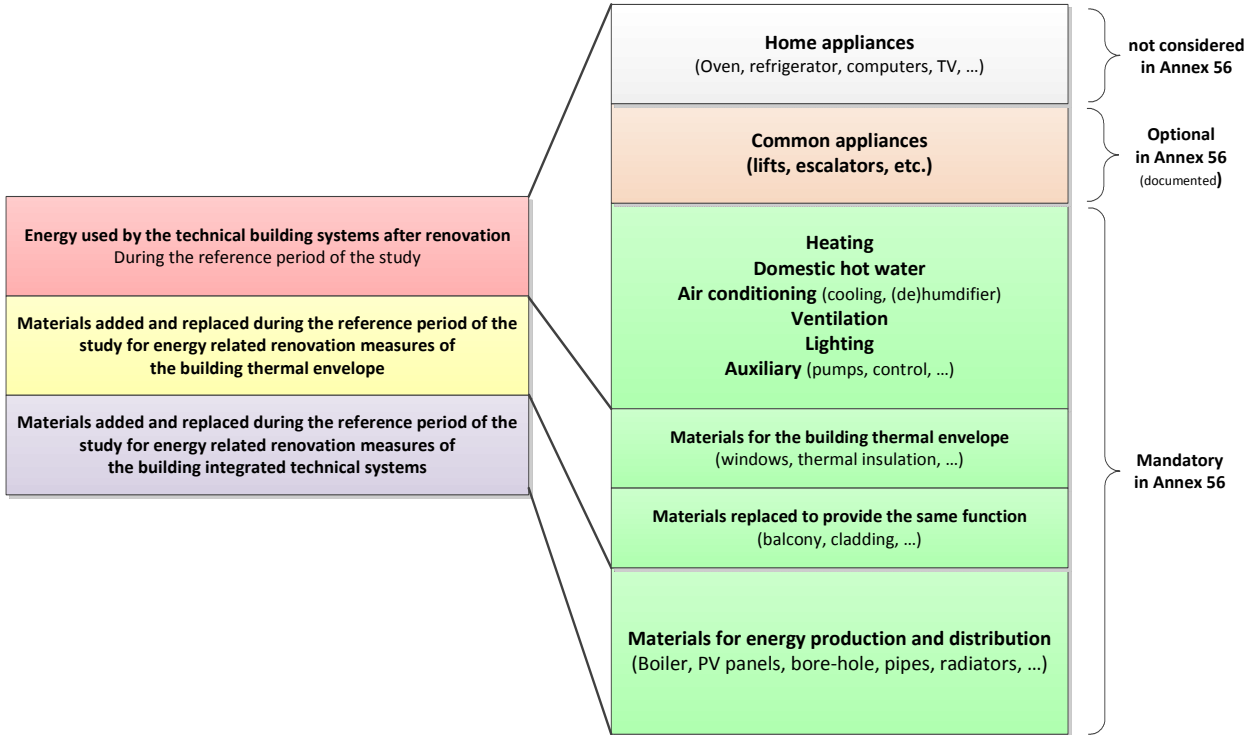 Home appliances
(Oven, refrigerator, computers, TV, …)
not considered
in Annex 56
Common appliances
(lifts, escalators, etc.)
Optional
in Annex 56
(documented)
Energy used by the technical building systems after renovation
During the reference period of the study
Materials added and replaced during the reference period of the
study for energy related renovation measures of
the building thermal envelope
Materials added and replaced during the reference period of the
study for energy related renovation measures of
the building integrated technical systems
Heating
Domestic hot water
Air conditioning (cooling, (de)humdifier)
Ventilation
Lighting
Auxiliary (pumps, control, …)
Materials for the building thermal envelope
(windows, thermal insulation, …)
Materials replaced to provide the same function
(balcony, cladding, …)
Materials for energy production and distribution
(Boiler, PV panels, bore-hole, pipes, radiators, …)
Mandatory
in Annex 56